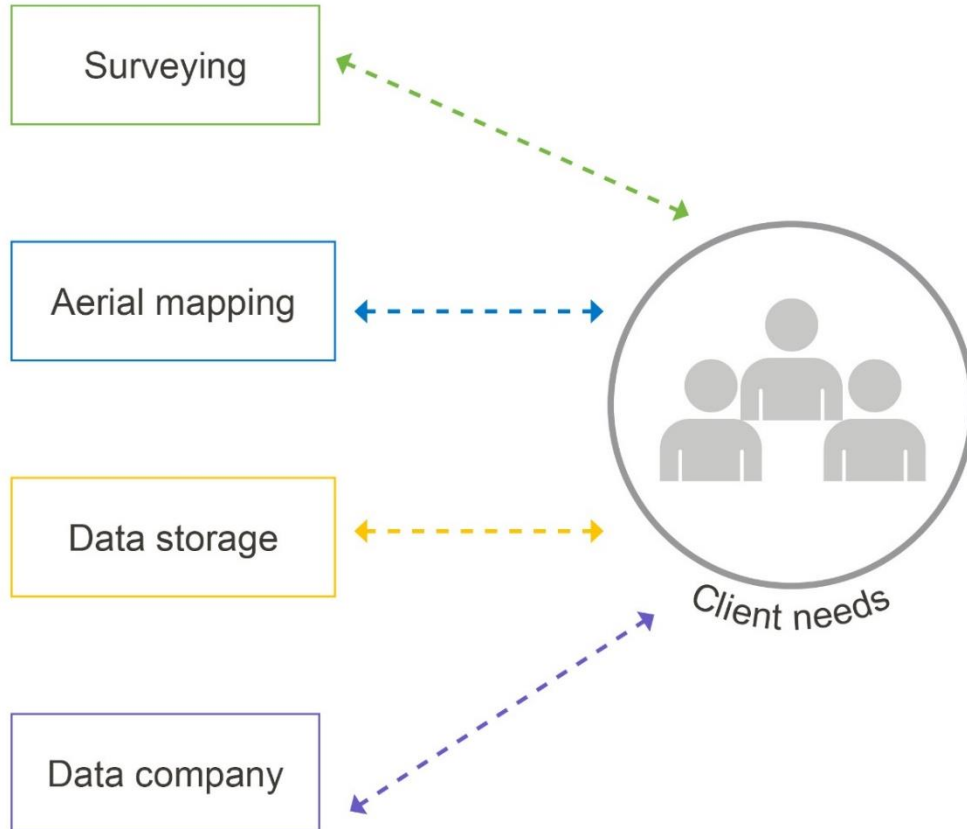 Surveying
Aerial mapping
Data storage
Client needs
Data company